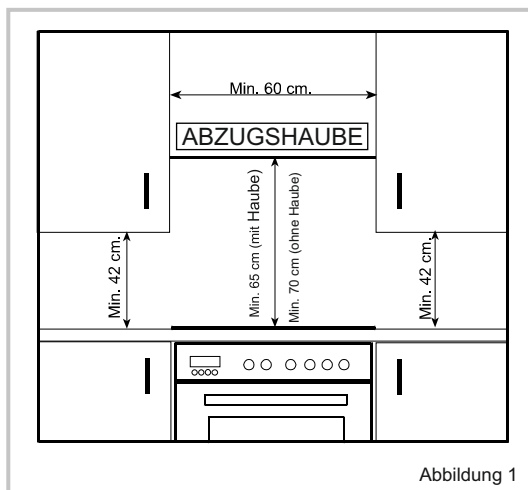 Min. 60 cm.
ABZUGSHAUBE
Min. 42 cm.
Min. 65 cm (mit Haube)
Min. 70 cm (ohne Haube)
Min. 42 cm.
Abbildung 1